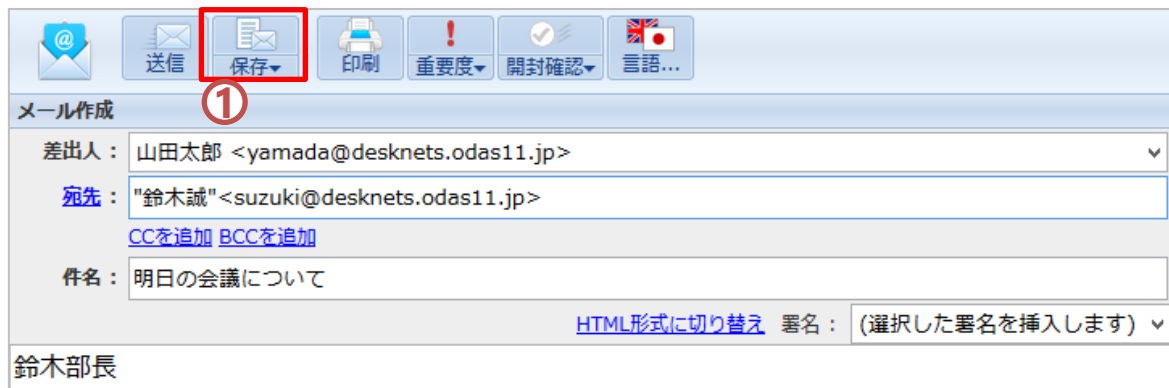 送信 保存▾ 印刷 重要度▾ 開封確認▾ 言語...
①
メール作成
差出人： 山田太郎 <yamada@desknets.odas11.jp>
宛先： "鈴木誠"<suzuki@desknets.odas11.jp>
CCを追加 BCCを追加
件名： 明日の会議について
HTML形式に切り替え 署名： (選択した署名を挿入します)
鈴木部長